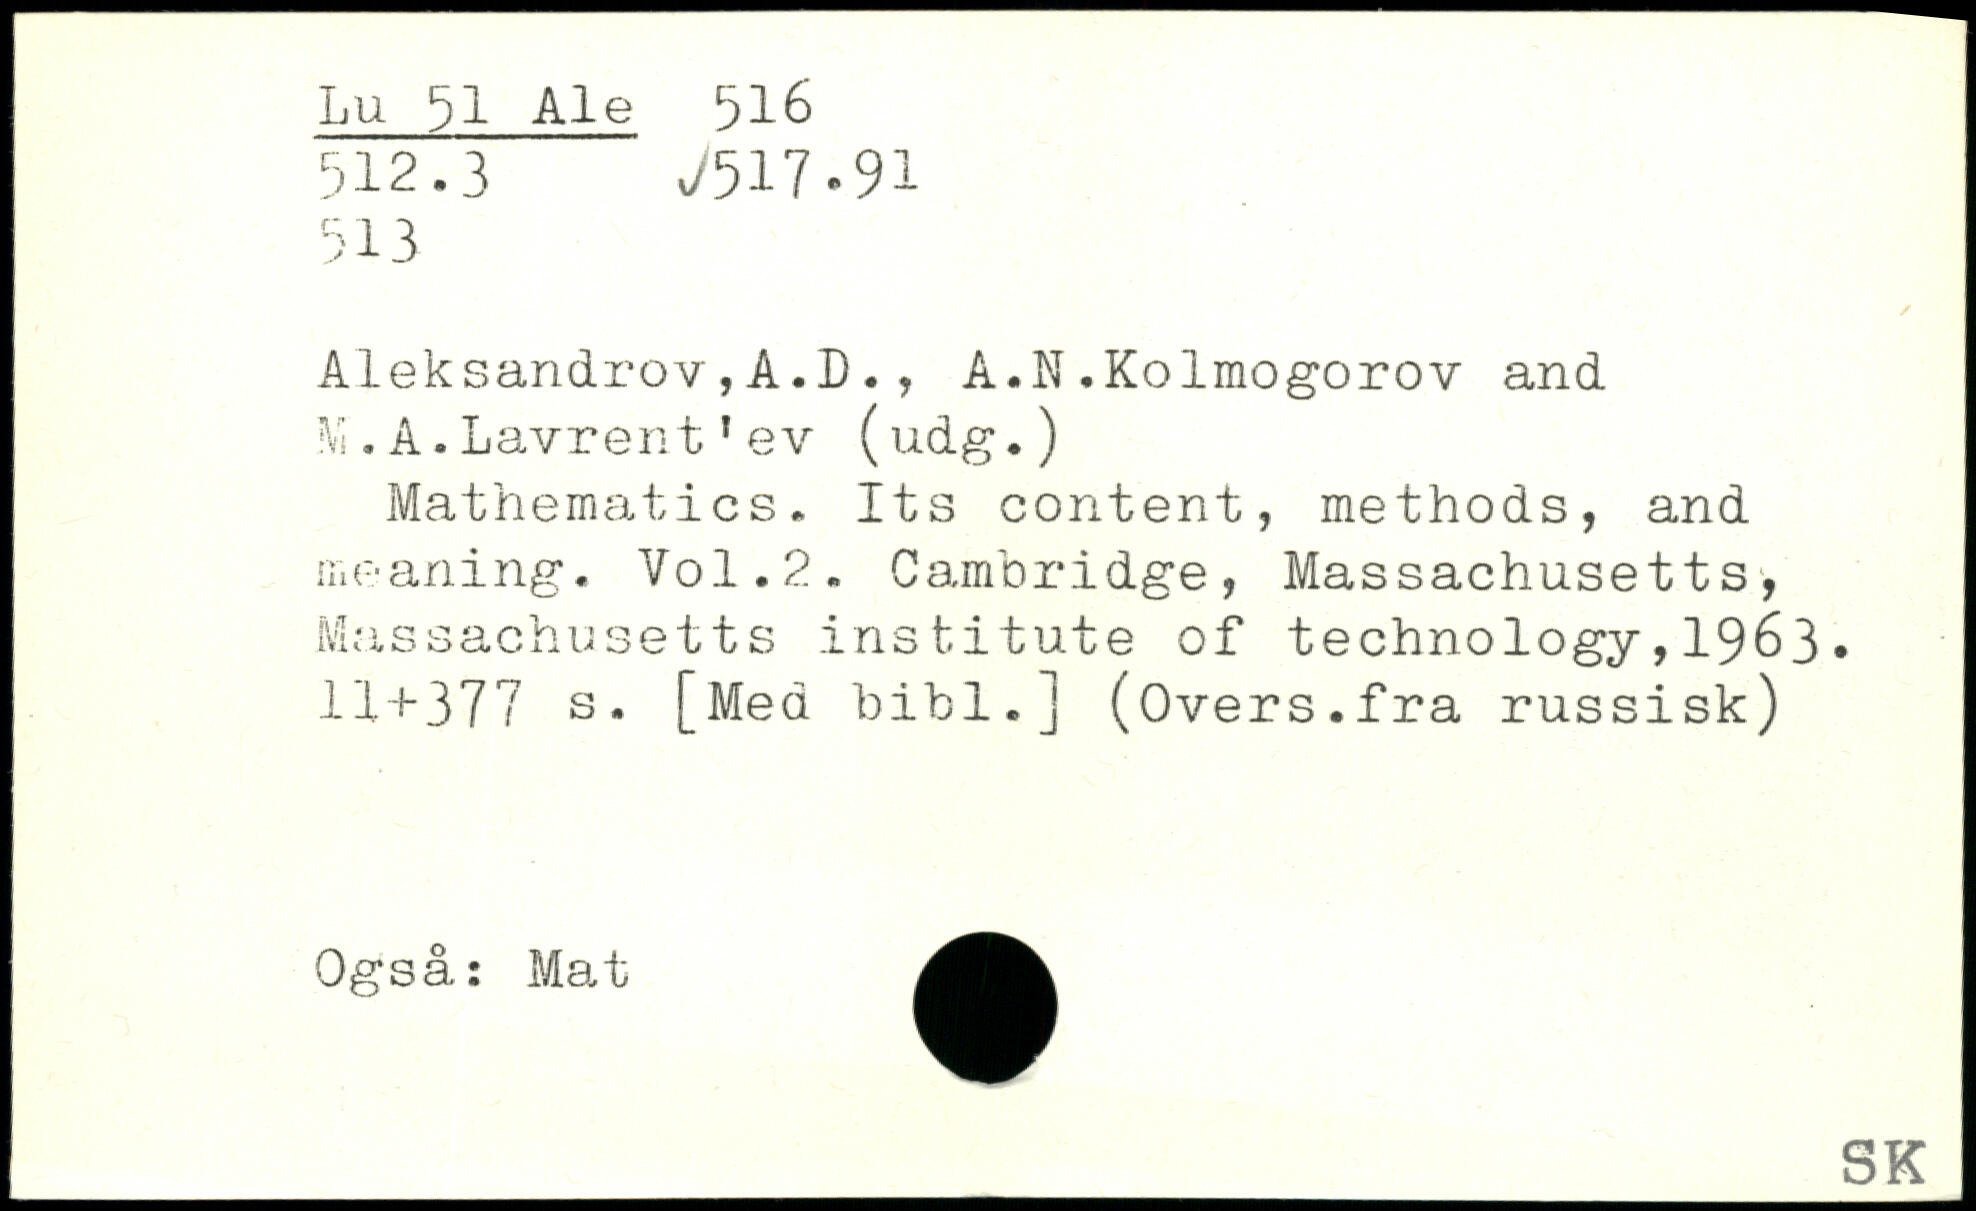 Lu 51 Ale 516
512.3 √517.91
513
Aleksandrov,A.D., A.N.Kolmogorov and
M.A.Lavrent'ev (udg.)
Mathematics. Its content, methods, and
meaning. Vol.2. Cambridge, Massachusetts,
Massachusetts institute of technology,1963.
11+377 s. [Med bibl.] (Overs.fra russisk)
Også: Mat
SK